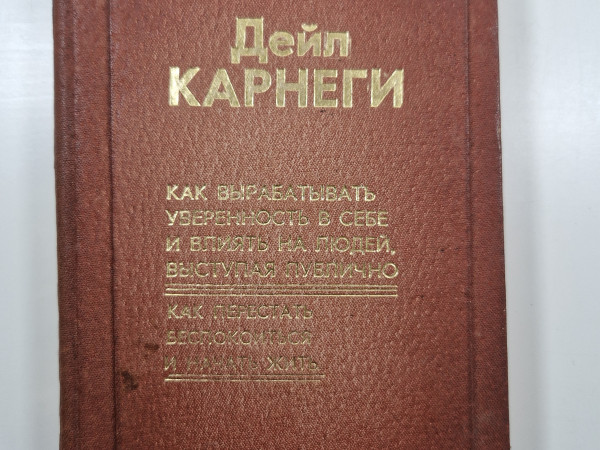 Дейл
КАРНЕГИ
КАК ВЫРАБАТЫВАТЬ
УВЕРЕННОСТЬ В СЕБЕ
И ВЛИЯТЬ НА ЛЮДЕЙ,
ВЫСТУПАЯ ПУБЛИЧНО
КАК ПЕРЕСТАТЬ
БЕСПОКОИТЬСЯ
И НАЧАТЬ ЖИТЬ